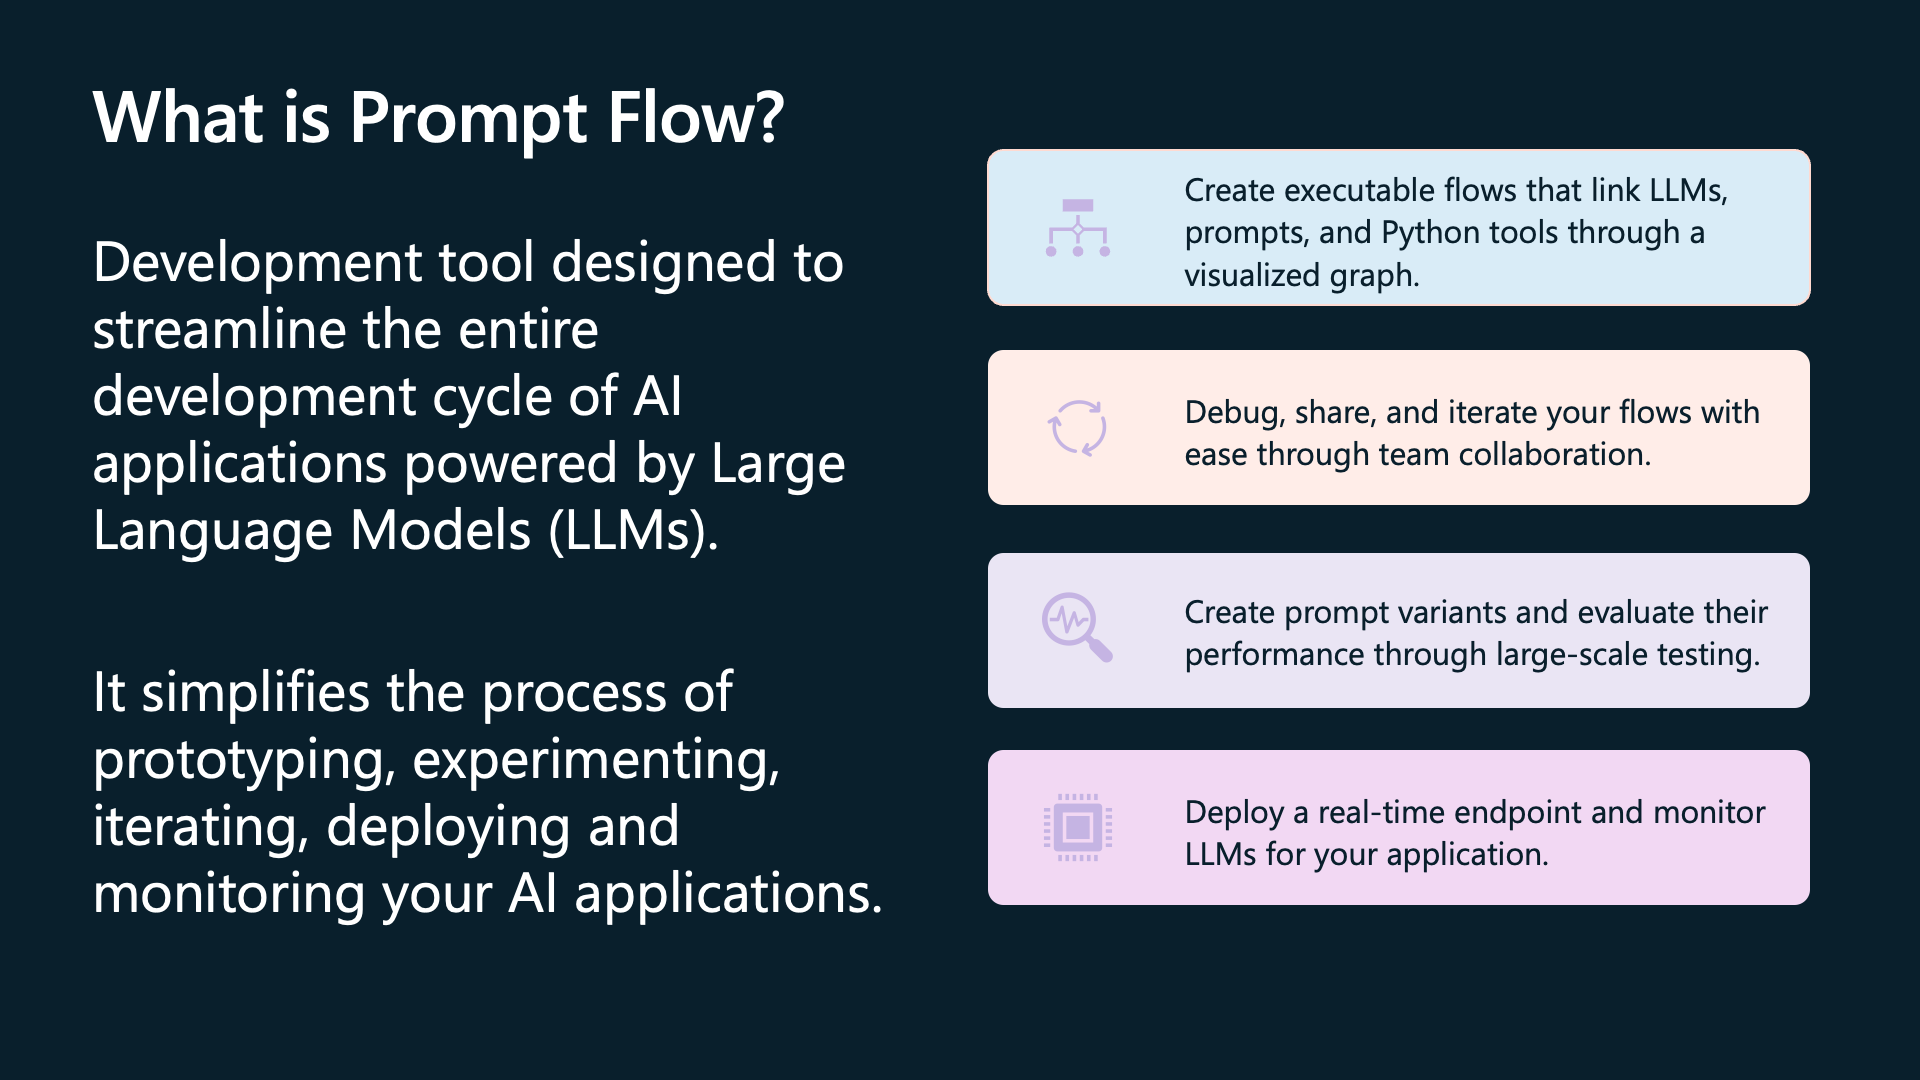 What is Prompt Flow?
Development tool designed to
streamline the entire
development cycle of AI
applications powered by Large
Language Models (LLMs).
It simplifies the process of
prototyping, experimenting,
iterating, deploying and
monitoring your AI applications.
Create executable flows that link LLMs,
prompts, and Python tools through a
visualized graph.
Debug, share, and iterate your flows with
ease through team collaboration.
Create prompt variants and evaluate their
performance through large-scale testing.
Deploy a real-time endpoint and monitor
LLMs for your application.